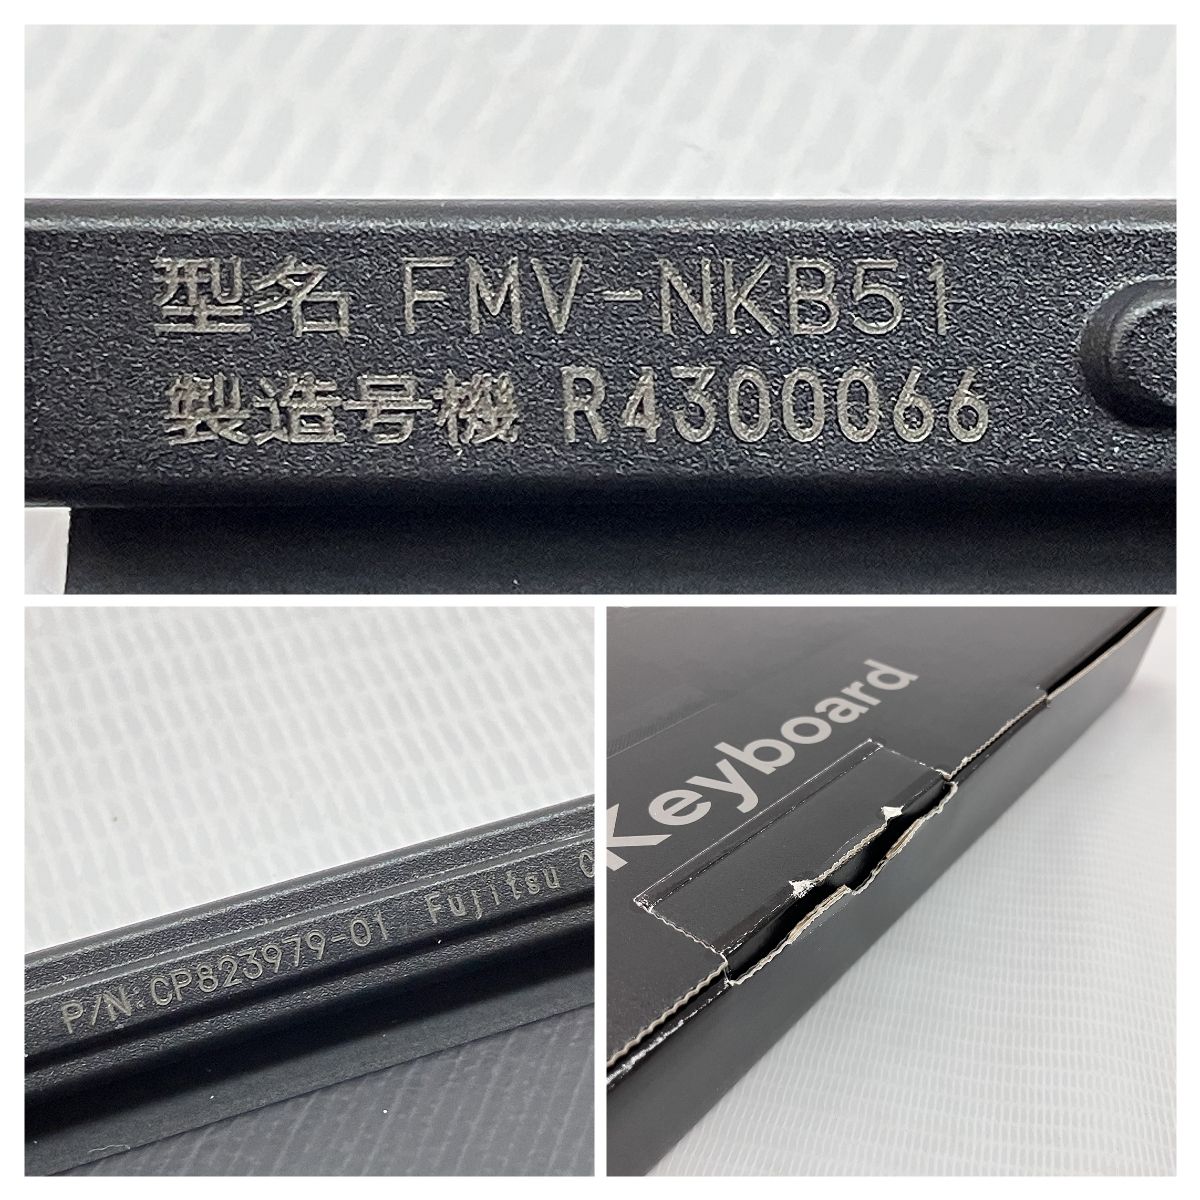 型名 FMV-NKB51
製造号機 R4300066
P/N.CP823979-01 Fujitsu
Keyboard